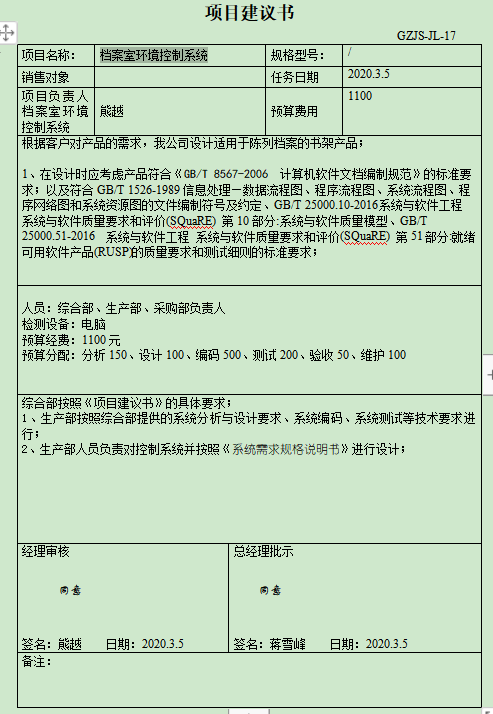 项目建议书
GZJS-JL-17
项目名称： 档案室环境控制系统 规格型号： /
销售对象 任务日期 2020.3.5
项目负责人
档案室环境
控制系统
熊越
预算费用
1100
根据客户对产品的需求，我公司设计适用于陈列档案的书架产品；
1、在设计时应考虑产品符合《GB/T 8567-2006 计算机软件文档编制规范》的标准要
求；以及符合 GB/T 1526-1989 信息处理－数据流程图、程序流程图、系统流程图、程
序网络图和系统资源图的文件编制符号及约定、GB/T 25000.10-2016系统与软件工程
系统与软件质量要求和评价(SQuaRE) 第 10 部分:系统与软件质量模型、GB/T
25000.51-2016 系统与软件工程 系统与软件质量要求和评价(SQuaRE) 第 51 部分:就绪
可用软件产品(RUSP)的质量要求和测试细则的标准要求；
人员：综合部、生产部、采购部负责人
检测设备：电脑
预算经费：1100 元
预算分配：分析 150、设计 100、编码 500、测试 200、验收 50、维护 100
综合部按照《项目建议书》的具体要求；
1、生产部按照综合部提供的系统分析与设计要求、系统编码、系统测试等技术要求进
行；
2、生产部人员负责对控制系统并按照《系统需求规格说明书》进行设计；
经理审核 总经理批示
同意 同意
签名：熊越 日期：2020.3.5 签名：蒋雪峰 日期：2020.3.5
备注：